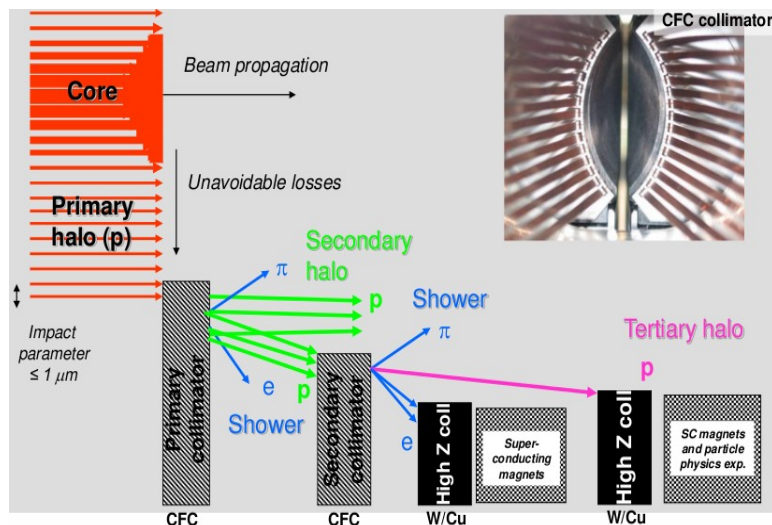 CFC collimator
Core
Beam propagation
Unavoidable losses
Primary
halo (p)
Secondary
halo
π
p
Shower
π
Tertiary halo
p
Impact
parameter
≤ 1 μm
e
Shower
p
e
Primary
collimator
Secondary
collimator
High Z coll
Super-
conducting
magnets
High Z coll
SC magnets
and particle
physics exp.
CFC
CFC
W/Cu
W/Cu